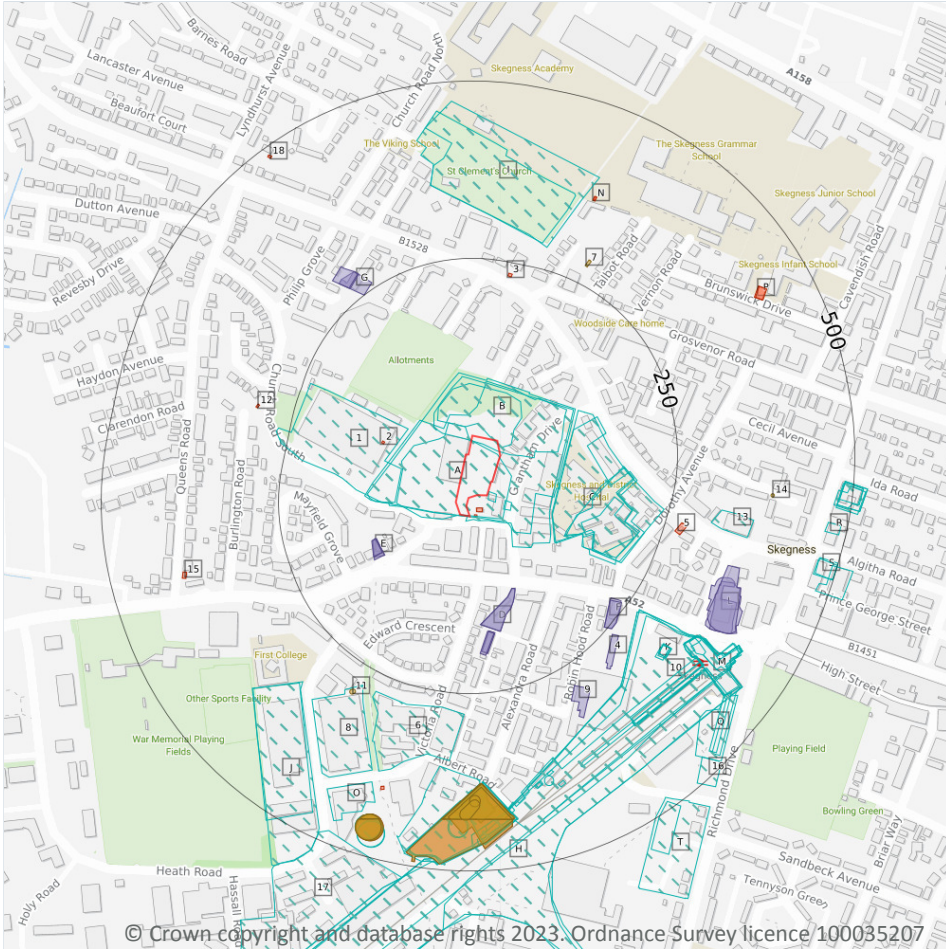 Barnes Road
Church Road North
Skegness Academy
A158
Lancaster Avenue
Lyndhurst Avenue
Beaufort Court
18
The Viking School
St Clement's Church
I
The Skegness Grammar
School
N
Skegness Junior School
Dutton Avenue
B1528
7
Talbot Road
Cavendish Road
Philip Grove
3
Vernon Road
Skegness Infant School
Revesby Drive
G
P
Brunswick Drive
500
Woodside Care home
Grosvenor Road
Allotments
Haydon Avenue
250
12
Church Road South
B
Clarendon Road
1
2
Grantham Drive
Cecil Avenue
Queens Road
A
Dorothy Avenue
Skegness and District
Hospital
C
14
Ida Road
Burlington Road
Mayfield Grove
5
13
R
E
Skegness
15
S
Algitha Road
D
F
A52
L
Prince George Street
Edward Crescent
Robin Hood Road
4
K
B1451
First College
10
M
Skegness
High Street
11
Alexandra Road
9
Other Sports Facility
Victoria Road
6
8
Q
War Memorial Playing
Fields
Playing Field
J
Albert Road
16
O
Richmond Drive
Bowling Green
H
T
Briar Way
Heath Road
Sandbeck Avenue
Holly Road
Hassall Road
17
Tennyson Green
© Crown copyright and database rights 2023. Ordnance Survey licence 100035207